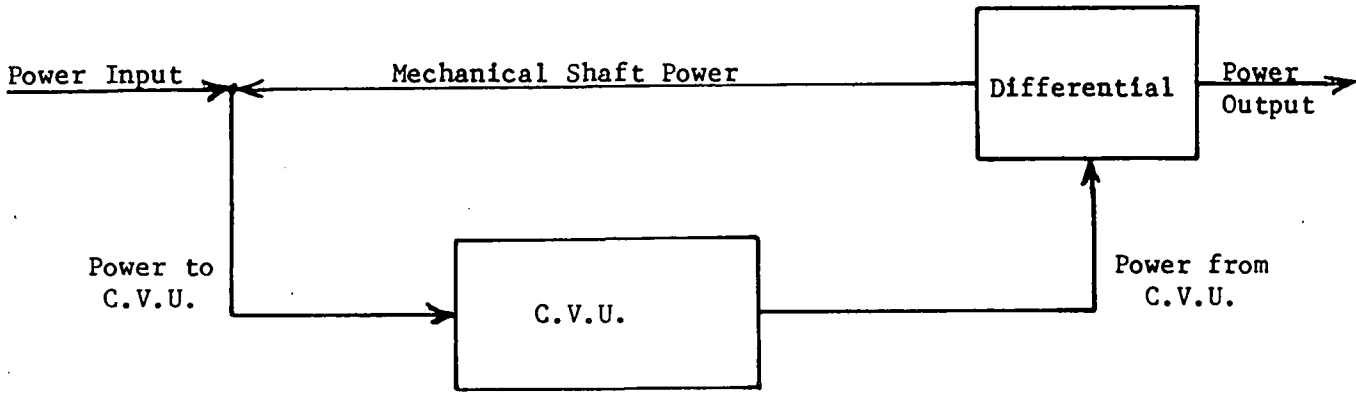 Power Input
Mechanical Shaft Power
Differential
Power
Output
Power to
C.V.U.
C.V.U.
Power from
C.V.U.